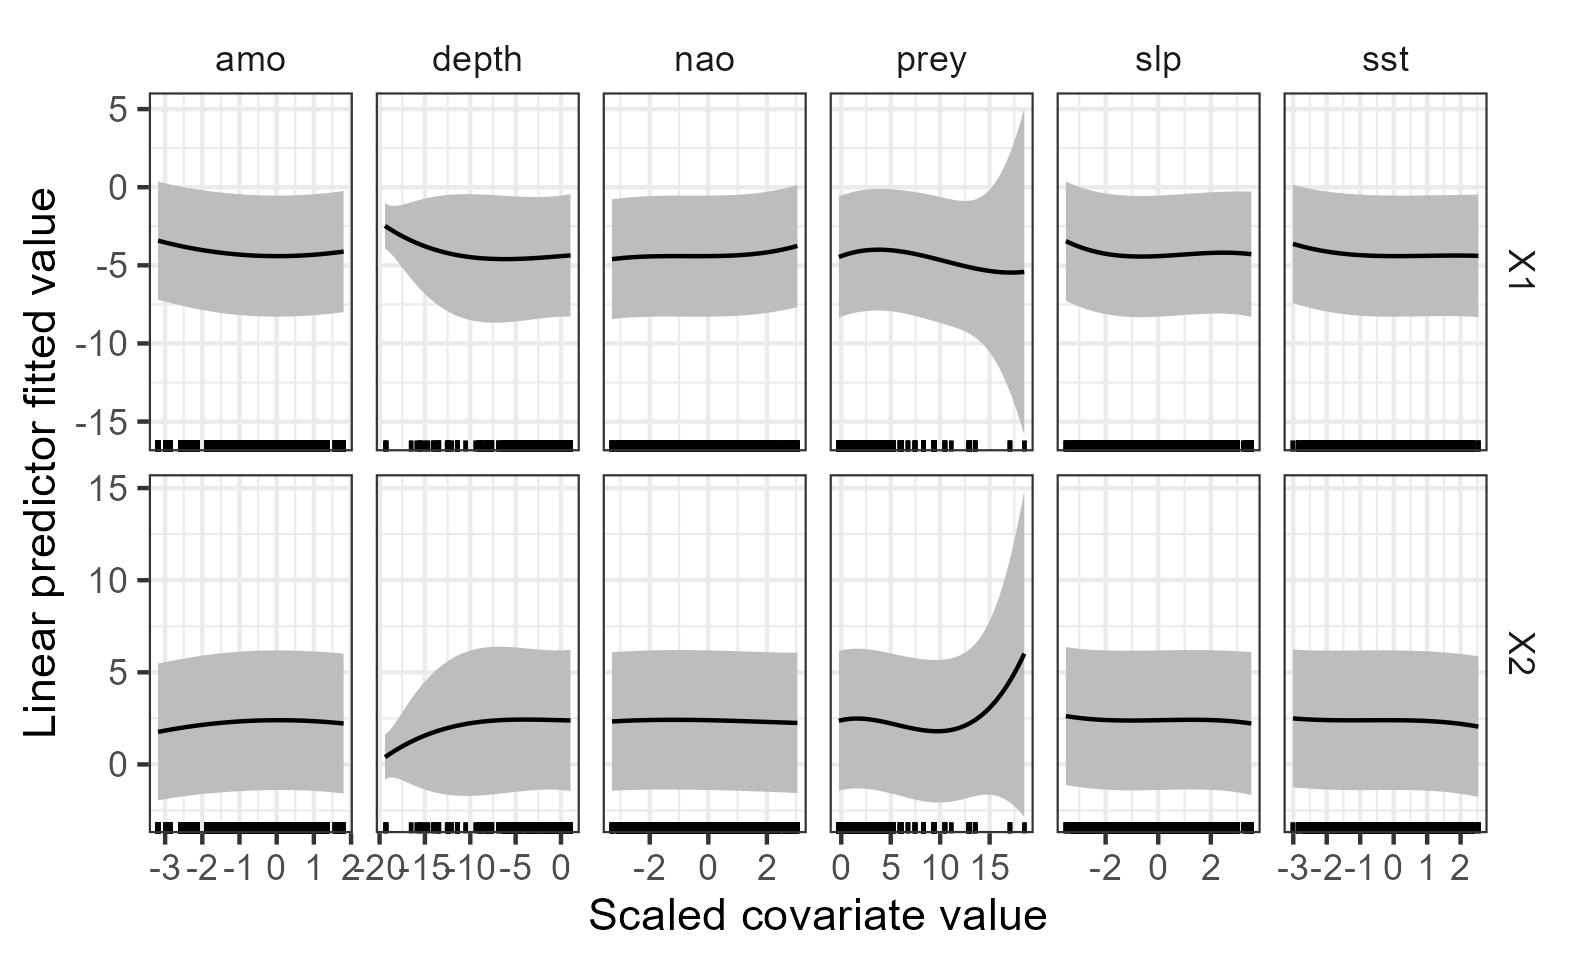 amo depth nao prey slp sst
5
0
-5
-10
-15
X1
15
10
5
0
X2
-3 -2 -1 0 1 2 -20 -15 -10 -5 0 -2 0 2 0 5 10 15 -2 0 2 -3 -2 -1 0 1 2
Scaled covariate value
Linear predictor fitted value